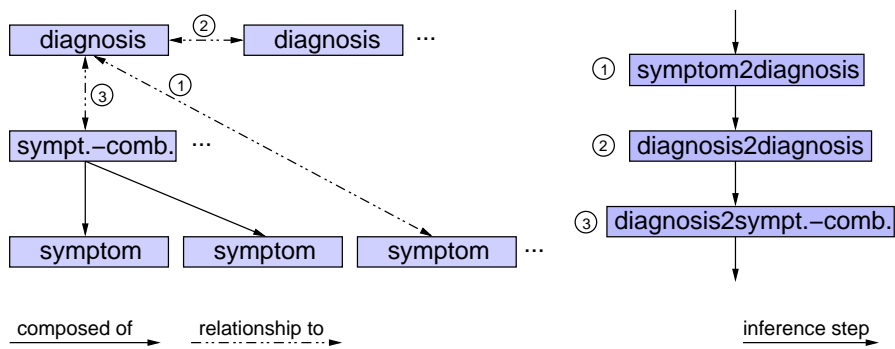 diagnosis ② diagnosis ...
①
③
sympt.−comb. ...
symptom symptom symptom ...
composed of relationship to
① symptom2diagnosis
② diagnosis2diagnosis
③ diagnosis2sympt.−comb.
inference step